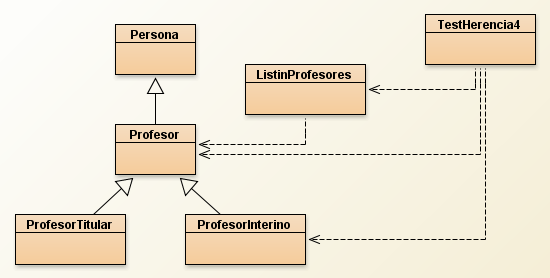 Persona
TestHerencia4
ListinProfesores
Profesor
ProfesorTitular
ProfesorInterino